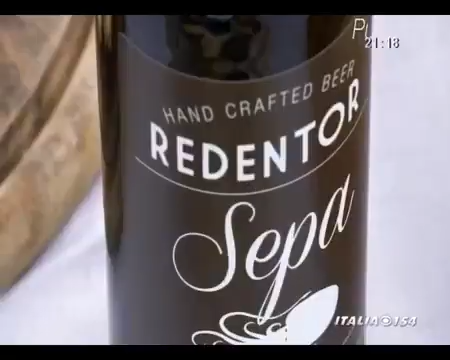 21:18
HAND CRAFTED BEER
REDENTOR
Sepa
ITALIA 154